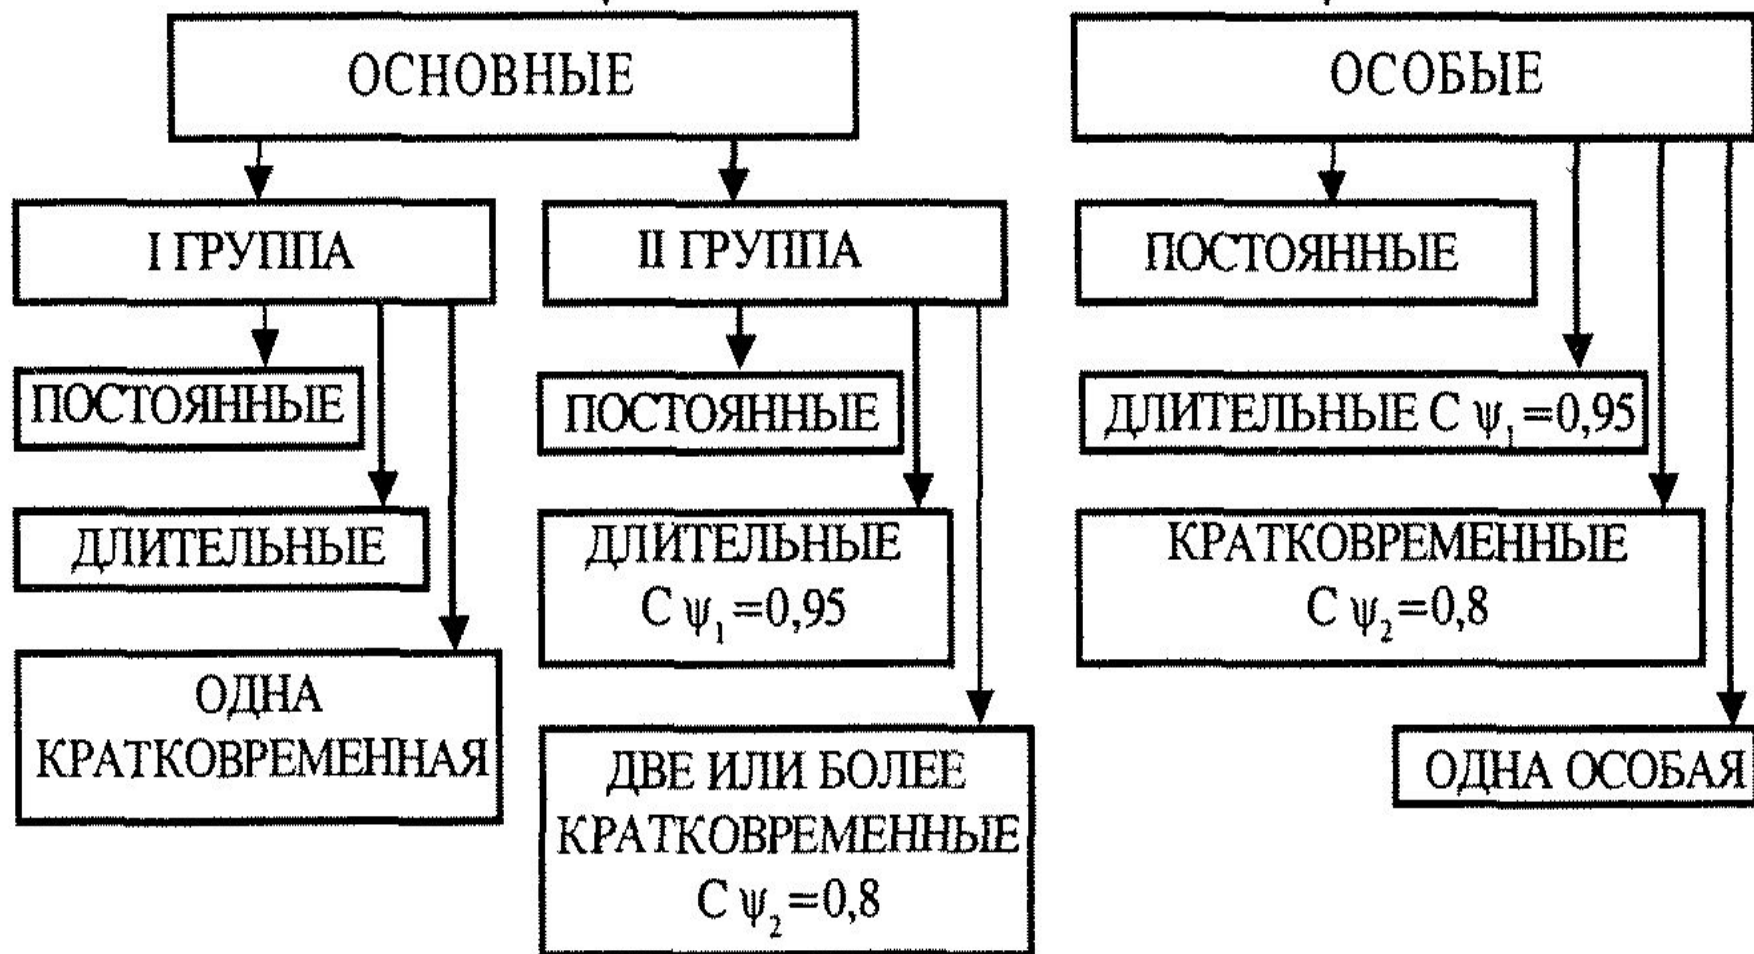 ОСНОВНЫЕ
ОСОБЫЕ
I ГРУППА
II ГРУППА
ПОСТОЯННЫЕ
ПОСТОЯННЫЕ
ПОСТОЯННЫЕ
ДЛИТЕЛЬНЫЕ С ψ₁=0,95
ДЛИТЕЛЬНЫЕ
ДЛИТЕЛЬНЫЕ
С ψ₁=0,95
КРАТКОВРЕМЕННЫЕ
С ψ₂=0,8
ОДНА
КРАТКОВРЕМЕННАЯ
ДВЕ ИЛИ БОЛЕЕ
КРАТКОВРЕМЕННЫЕ
С ψ₂=0,8
ОДНА ОСОБАЯ